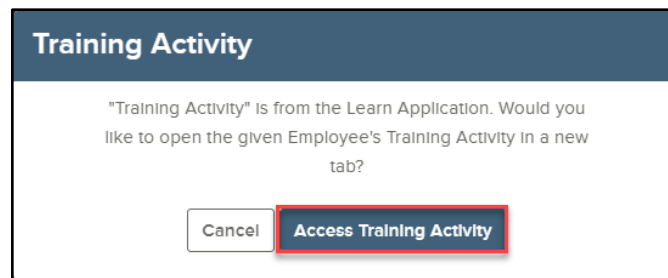 Training Activity
"Training Activity" is from the Learn Application. Would you
like to open the given Employee's Training Activity in a new
tab?
Cancel
Access Training Activity